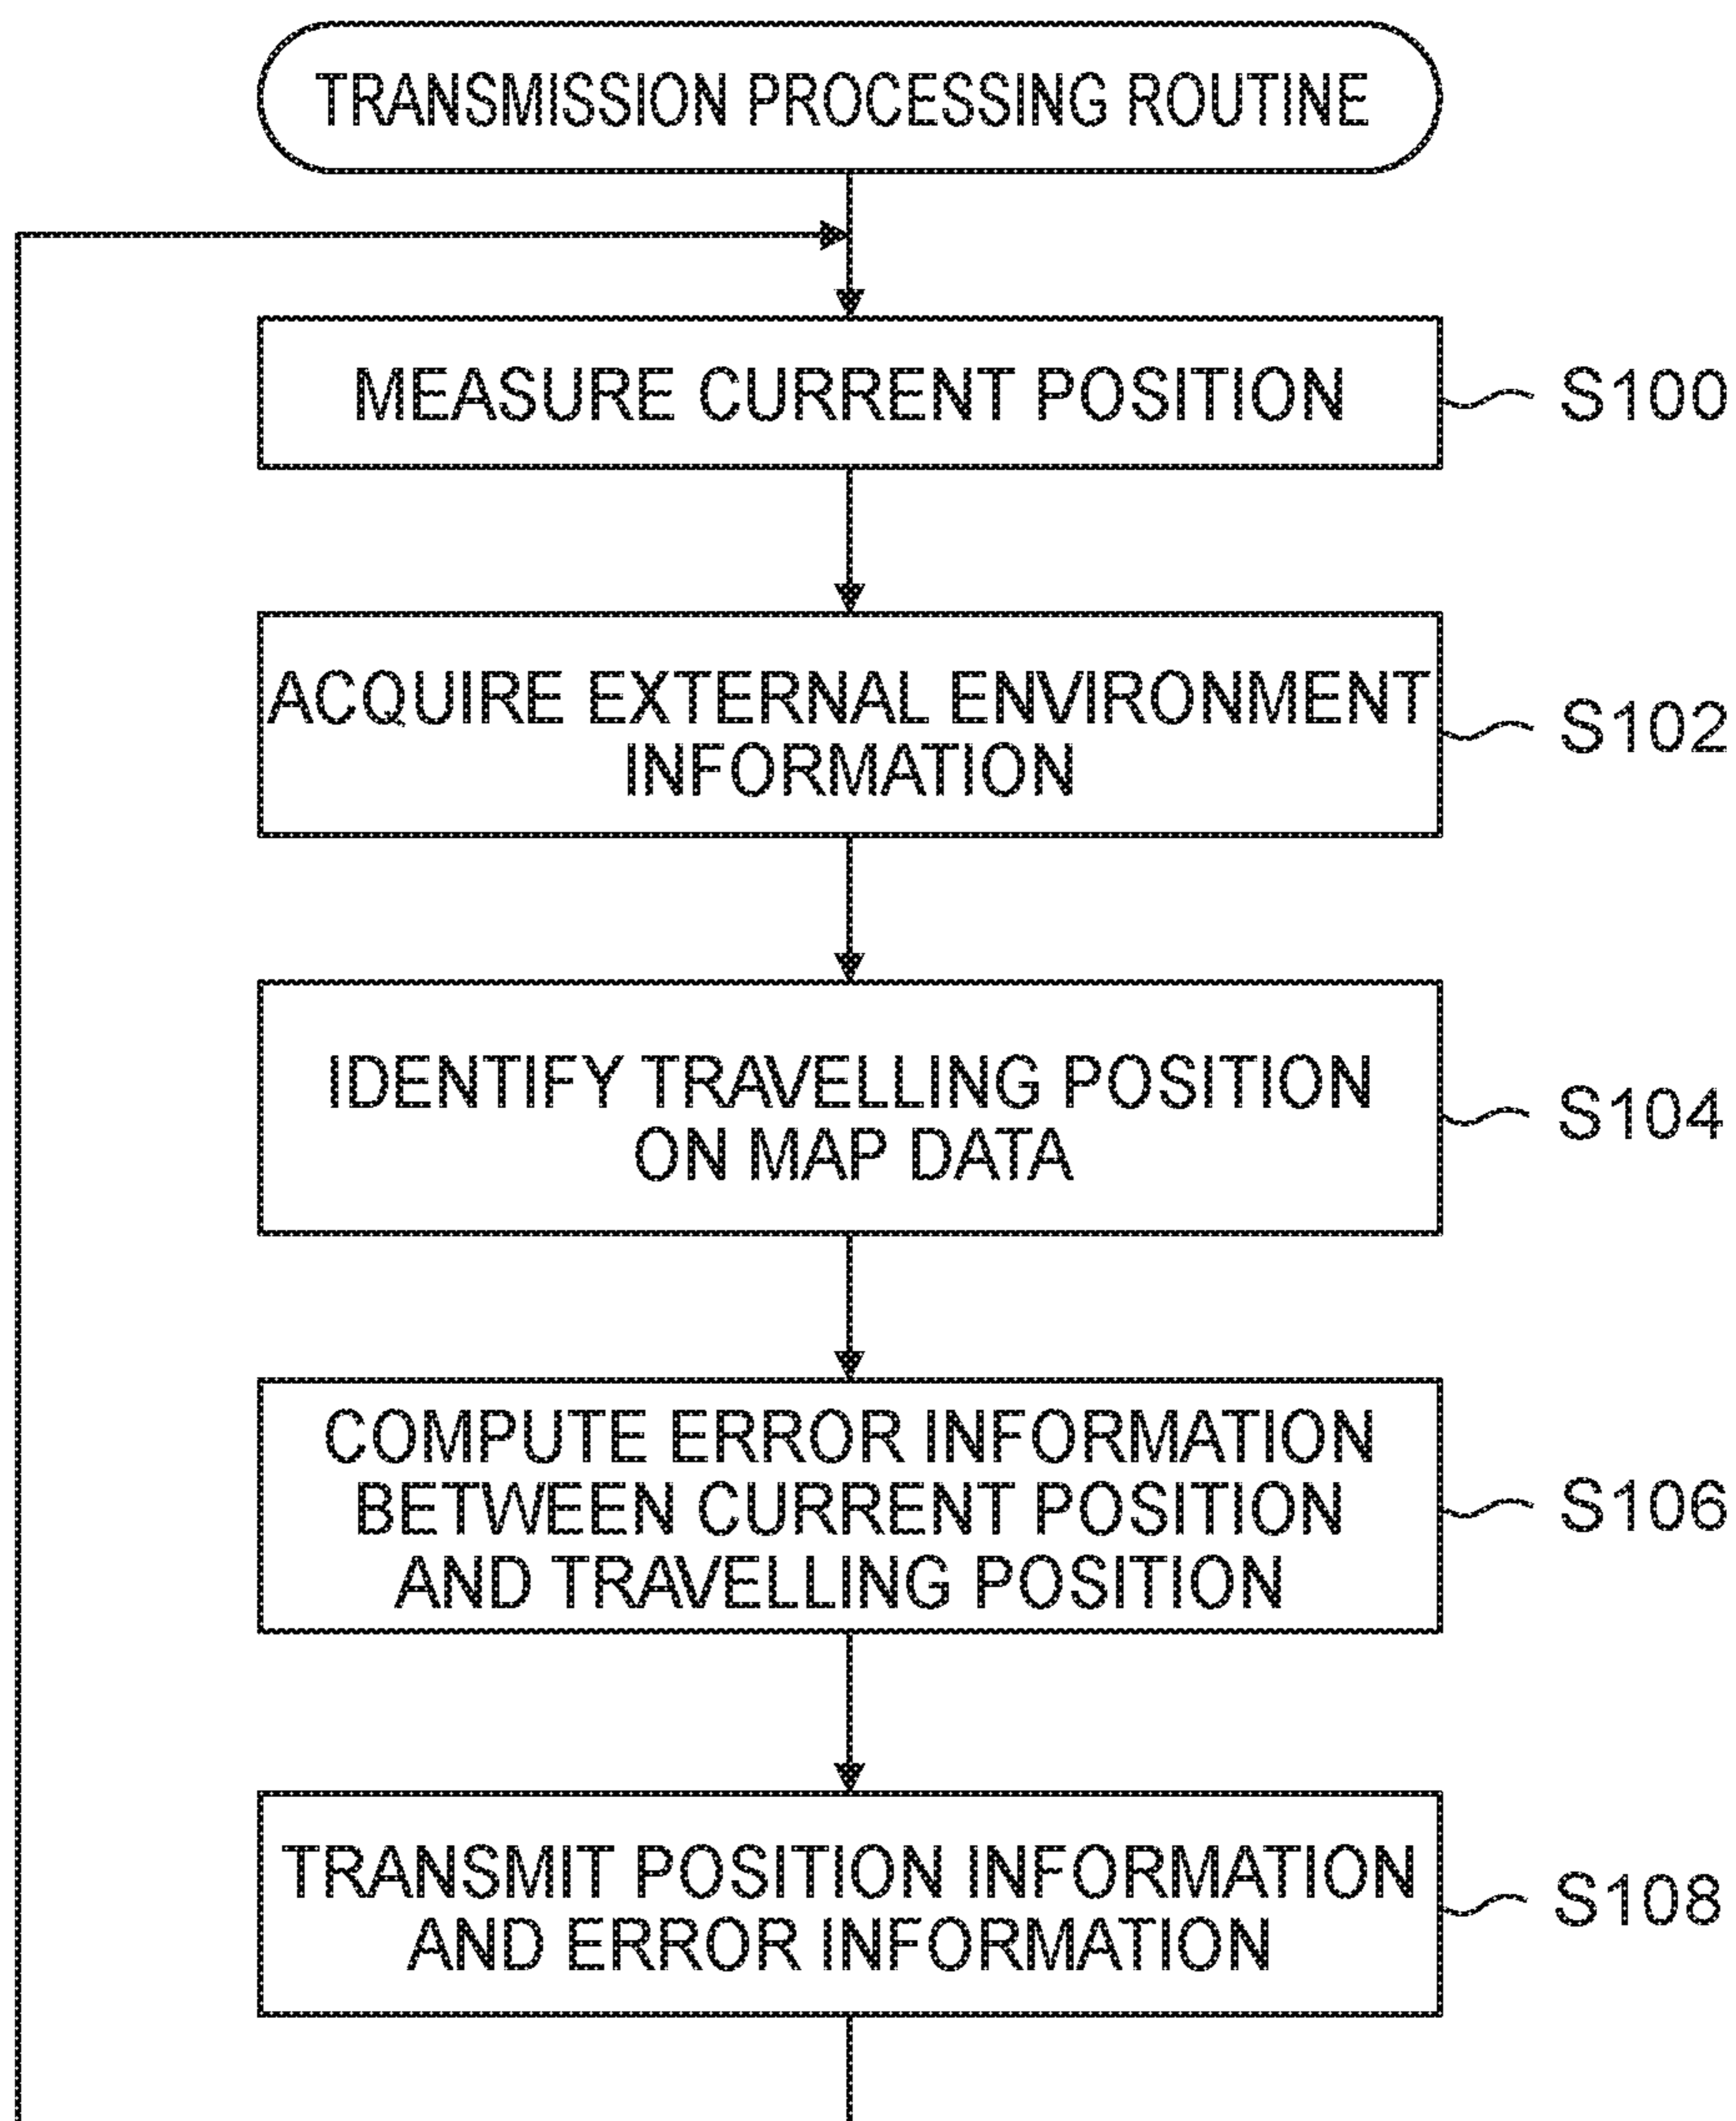 TRANSMISSION PROCESSING ROUTINE
MEASURE CURRENT POSITION
S100
ACQUIRE EXTERNAL ENVIRONMENT
INFORMATION
S102
IDENTIFY TRAVELLING POSITION
ON MAP DATA
S104
COMPUTE ERROR INFORMATION
BETWEEN CURRENT POSITION
AND TRAVELLING POSITION
S106
TRANSMIT POSITION INFORMATION
AND ERROR INFORMATION
S108